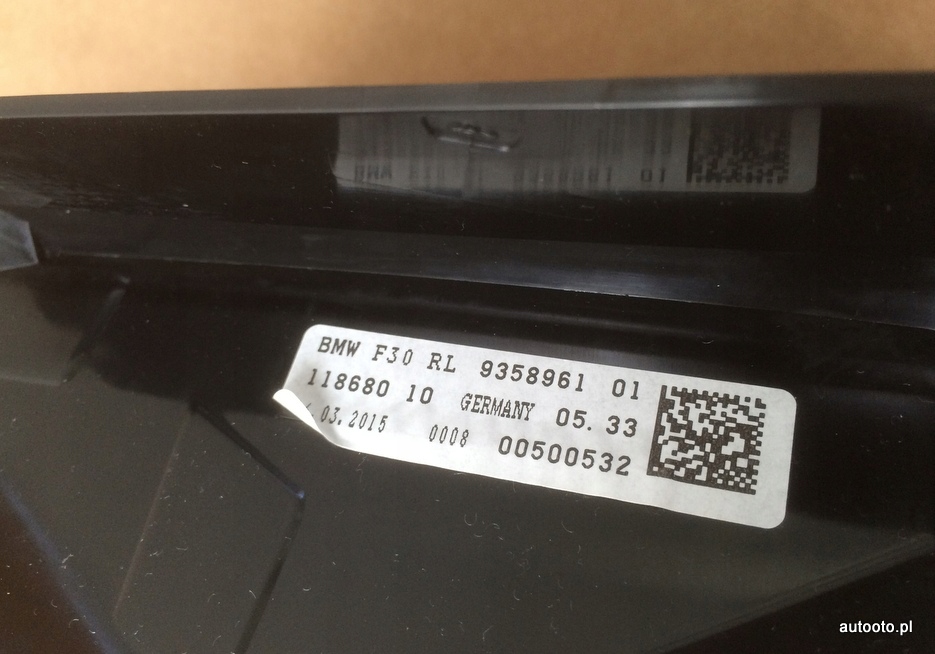 BMW F30 RL 9358961 01
118680 10 GERMANY 05. 33
.03.2015 0008 00500532
autooto.pl